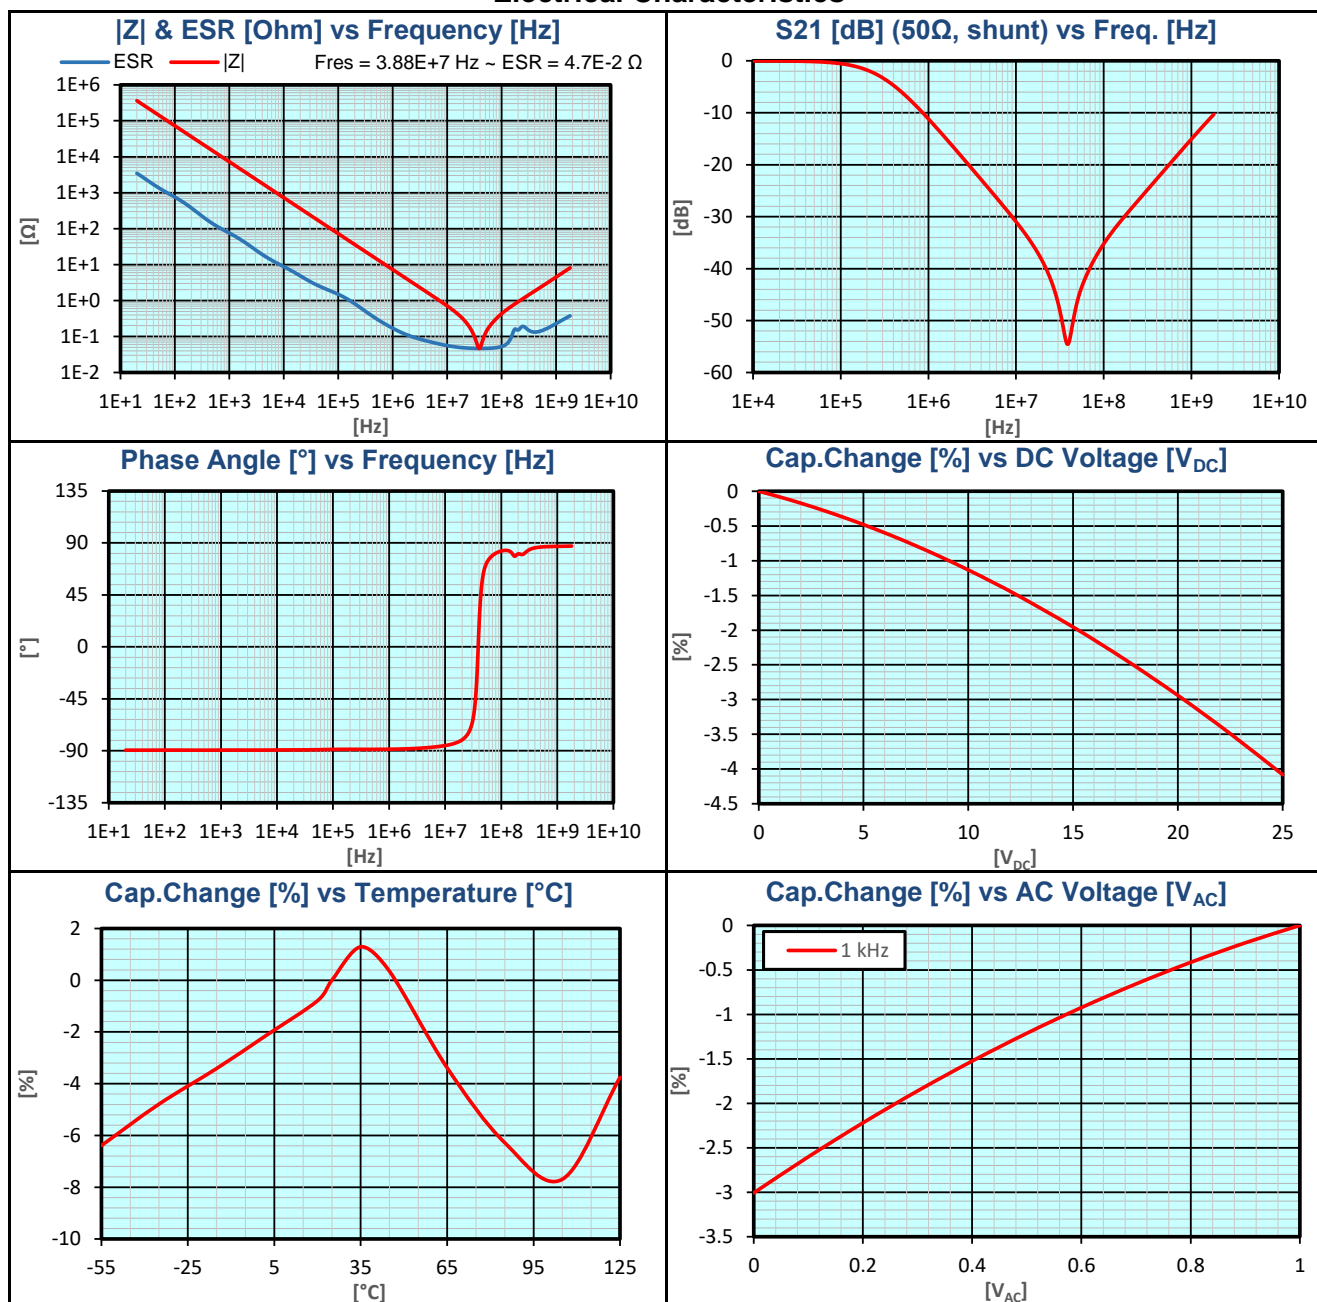 |Z| & ESR [Ohm] vs Frequency [Hz]
ESR |Z| Fres = 3.88E+7 Hz ~ ESR = 4.7E-2 Ω
1E+6
1E+5
1E+4
1E+3
1E+2
1E+1
1E+0
1E-1
1E-2
[Ω]
1E+1 1E+2 1E+3 1E+4 1E+5 1E+6 1E+7 1E+8 1E+9 1E+10
[Hz]
S21 [dB] (50Ω, shunt) vs Freq. [Hz]
0
-10
-20
-30
-40
-50
-60
[dB]
1E+4 1E+5 1E+6 1E+7 1E+8 1E+9 1E+10
[Hz]
Phase Angle [°] vs Frequency [Hz]
135
90
45
0
-45
-90
-135
[°]
1E+1 1E+2 1E+3 1E+4 1E+5 1E+6 1E+7 1E+8 1E+9 1E+10
[Hz]
Cap.Change [%] vs DC Voltage [VDC]
0
-0.5
-1
-1.5
-2
-2.5
-3
-3.5
-4
-4.5
[%]
0 5 10 15 20 25
[VDC]
Cap.Change [%] vs Temperature [°C]
2
0
-2
-4
-6
-8
-10
[%]
-55 -25 5 35 65 95 125
[°C]
Cap.Change [%] vs AC Voltage [VAC]
1 kHz
0
-0.5
-1
-1.5
-2
-2.5
-3
-3.5
[%]
0 0.2 0.4 0.6 0.8 1
[VAC]